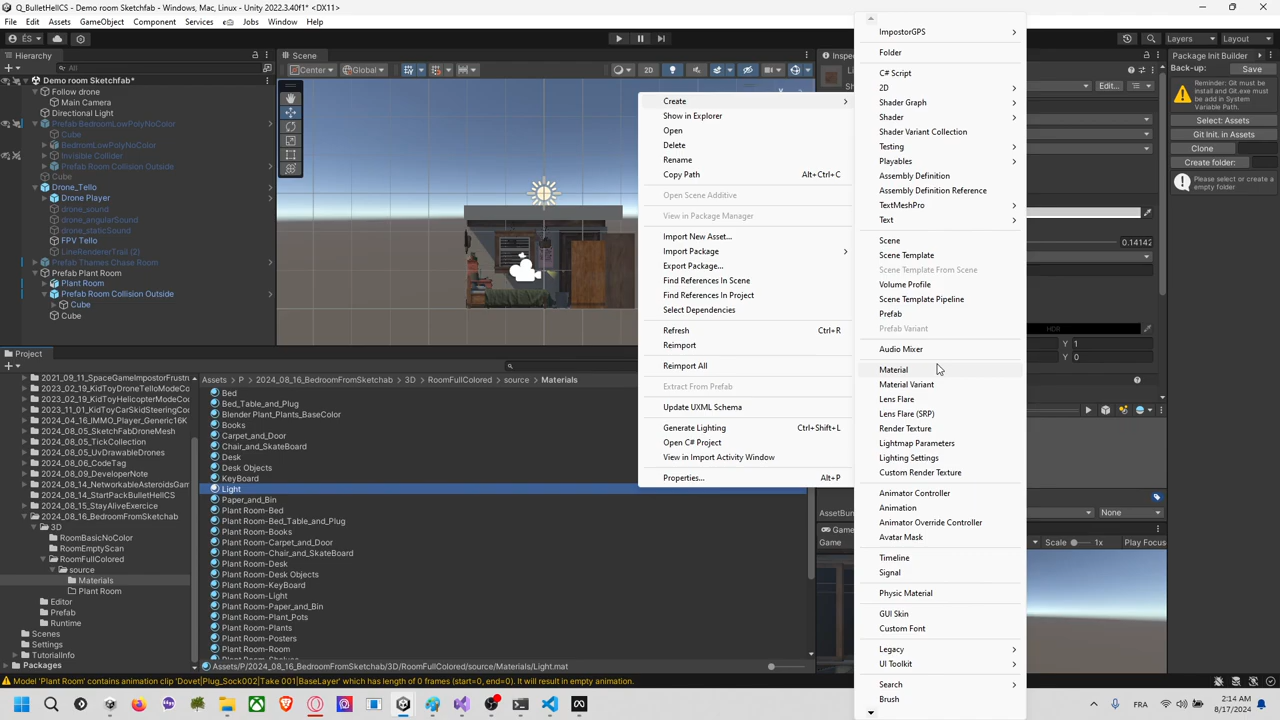 Q_BulletHellCS - Windows, Mac, Linux - Unity 2022.3.40f1* <DX11>
File Edit Assets GameObject Component Services Jobs Window Help
Hierarchy
All
Demo room Sketchfab*
Follow drone
Main Camera
Directional Light
Prefab BedroomLowPolyNoColor
Cube
BedrromLowPolyNoColor
Invisible Collider
Prefab Room Collision Outside
Cube
Drone_Tello
Drone Player
drone_sound
drone_angularSound
drone_staticSound
FPV Tello
LineRendererTrail (2)
Prefab Thames Chase Room
Prefab Plant Room
Plant Room
Prefab Room Collision Outside
Cube
Cube
Center
Global
2D
Create
Show in Explorer
Open
Delete
Rename
Copy Path Alt+Ctrl+C
Open Scene Additive
View in Package Manager
Import New Asset...
Import Package
Export Package...
Find References In Scene
Find References In Project
Select Dependencies
Refresh Ctrl+R
Reimport
Reimport All
Extract From Prefab
Update UXML Schema
Generate Lighting Ctrl+Shift+L
Open C# Project
View in Import Activity Window
Properties... Alt+P
ImpostorGPS
Folder
C# Script
2D
Shader Graph
Shader
Shader Variant Collection
Testing
Playables
Assembly Definition
Assembly Definition Reference
TextMeshPro
Text
Scene
Scene Template
Scene Template From Scene
Volume Profile
Scene Template Pipeline
Prefab
Prefab Variant
Audio Mixer
Material
Material Variant
Lens Flare
Lens Flare (SRP)
Render Texture
Lightmap Parameters
Lighting Settings
Custom Render Texture
Animator Controller
Animation
Animator Override Controller
Avatar Mask
Timeline
Signal
Physic Material
GUI Skin
Custom Font
Legacy
UI Toolkit
Search
Brush
Layout
Edit...
0.14142
HDR
Y 1
Y 0
None
Scale 1x Play Focus
Package Init Builder
Back-up: Save
Warning: Git must be install and Git.exe must be add in System Variable Path.
Select: Assets
Git Init. in Assets
Clone
Create folder:
Please select or create a empty folder
Project
2021_09_11_SpaceGameImpostorFrustru
2023_02_19_KidToyDroneTelloModeCo
2023_02_19_KidToyHelicopterModeCo
2023_11_01_KidToyCarSkidSteeringCo
2024_04_16_IMMO_Player_Generic16K
2024_08_05_SketchFabDroneMesh
2024_08_05_TickCollection
2024_08_05_UvDrawableDrones
2024_08_06_CodeTag
2024_08_09_DeveloperNote
2024_08_14_NetworkableAsteroidsGam
2024_08_14_StartPackBulletHellCS
2024_08_15_StayAliveExercice
2024_08_16_BedroomFromSketchab
3D
RoomBasicNoColor
RoomEmptyScan
RoomFullColored
source
Materials
Plant Room
Editor
Prefab
Runtime
Scenes
Settings
TutorialInfo
Packages
Assets > P > 2024_08_16_BedroomFromSketchab > 3D > RoomFullColored > source > Materials
Bed
Bed_Table_and_Plug
Blender Plant_Plants_BaseColor
Books
Carpet_and_Door
Chair_and_SkateBoard
Desk
Desk Objects
KeyBoard
Light
Paper_and_Bin
Plant Room-Bed
Plant Room-Bed_Table_and_Plug
Plant Room-Books
Plant Room-Carpet_and_Door
Plant Room-Chair_and_SkateBoard
Plant Room-Desk
Plant Room-Desk Objects
Plant Room-KeyBoard
Plant Room-Light
Plant Room-Paper_and_Bin
Plant Room-Plant_Pots
Plant Room-Plants
Plant Room-Posters
Plant Room-Room
Assets/P/2024_08_16_BedroomFromSketchab/3D/RoomFullColored/source/Materials/Light.mat
Game
Game
Model 'Plant Room' contains animation clip 'Dovet|Plug_Sock002|Take 001|BaseLayer' which has length of 0 frames (start=0, end=0). It will result in empty animation.
FR
2:14 AM
8/17/2024